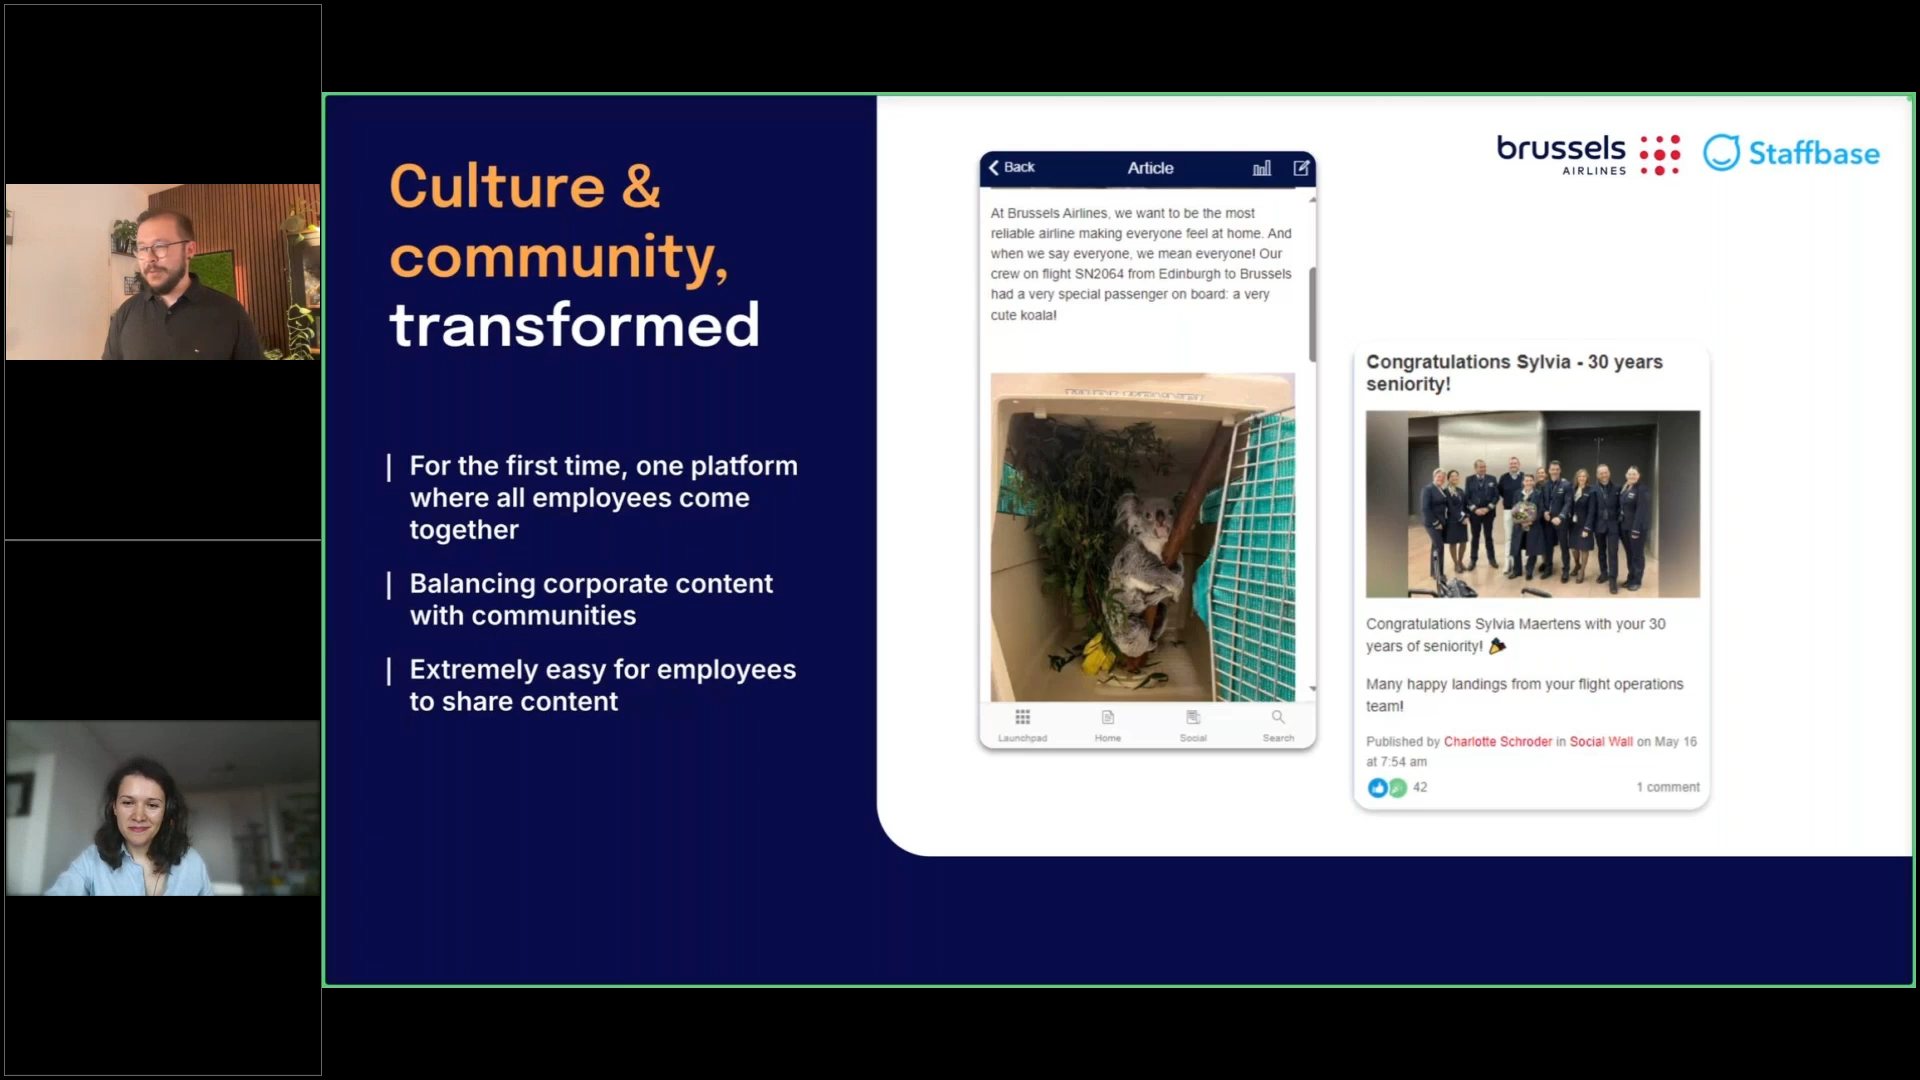 Culture &
community,
transformed
For the first time, one platform
where all employees come
together
Balancing corporate content
with communities
Extremely easy for employees
to share content
Back
Article
At Brussels Airlines, we want to be the most
reliable airline making everyone feel at home. And
when we say everyone, we mean everyone! Our
crew on flight SN2064 from Edinburgh to Brussels
had a very special passenger on board: a very
cute koala!
Launchpad
Home
Social
Search
brussels
AIRLINES
Staffbase
Congratulations Sylvia - 30 years
seniority!
Congratulations Sylvia Maertens with your 30
years of seniority! 🎉
Many happy landings from your flight operations
team!
Published by Charlotte Schroder in Social Wall on May 16
at 7:54 am
42
1 comment